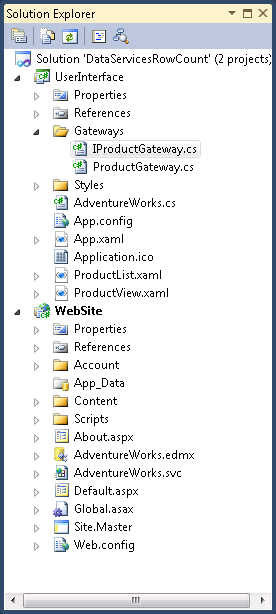 Solution Explorer
Solution 'DataServicesRowCount' (2 projects)
UserInterface
Properties
References
Gateways
IProductGateway.cs
ProductGateway.cs
Styles
AdventureWorks.cs
App.config
App.xaml
Application.ico
ProductList.xaml
ProductView.xaml
WebSite
Properties
References
Account
App_Data
Content
Scripts
About.aspx
AdventureWorks.edmx
AdventureWorks.svc
Default.aspx
Global.asax
Site.Master
Web.config